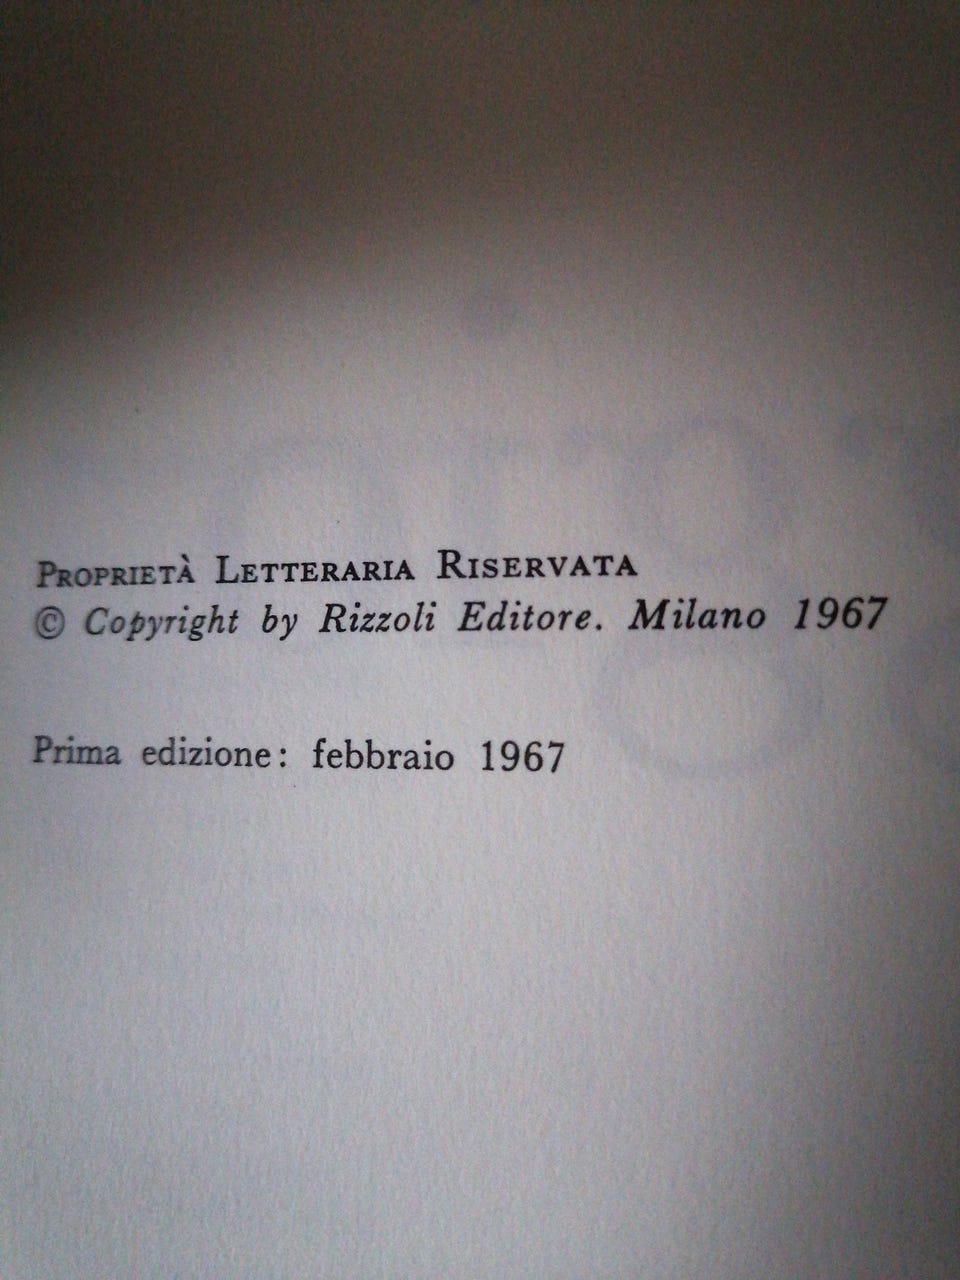 Proprietà Letteraria Riservata
© Copyright by Rizzoli Editore. Milano 1967
Prima edizione: febbraio 1967